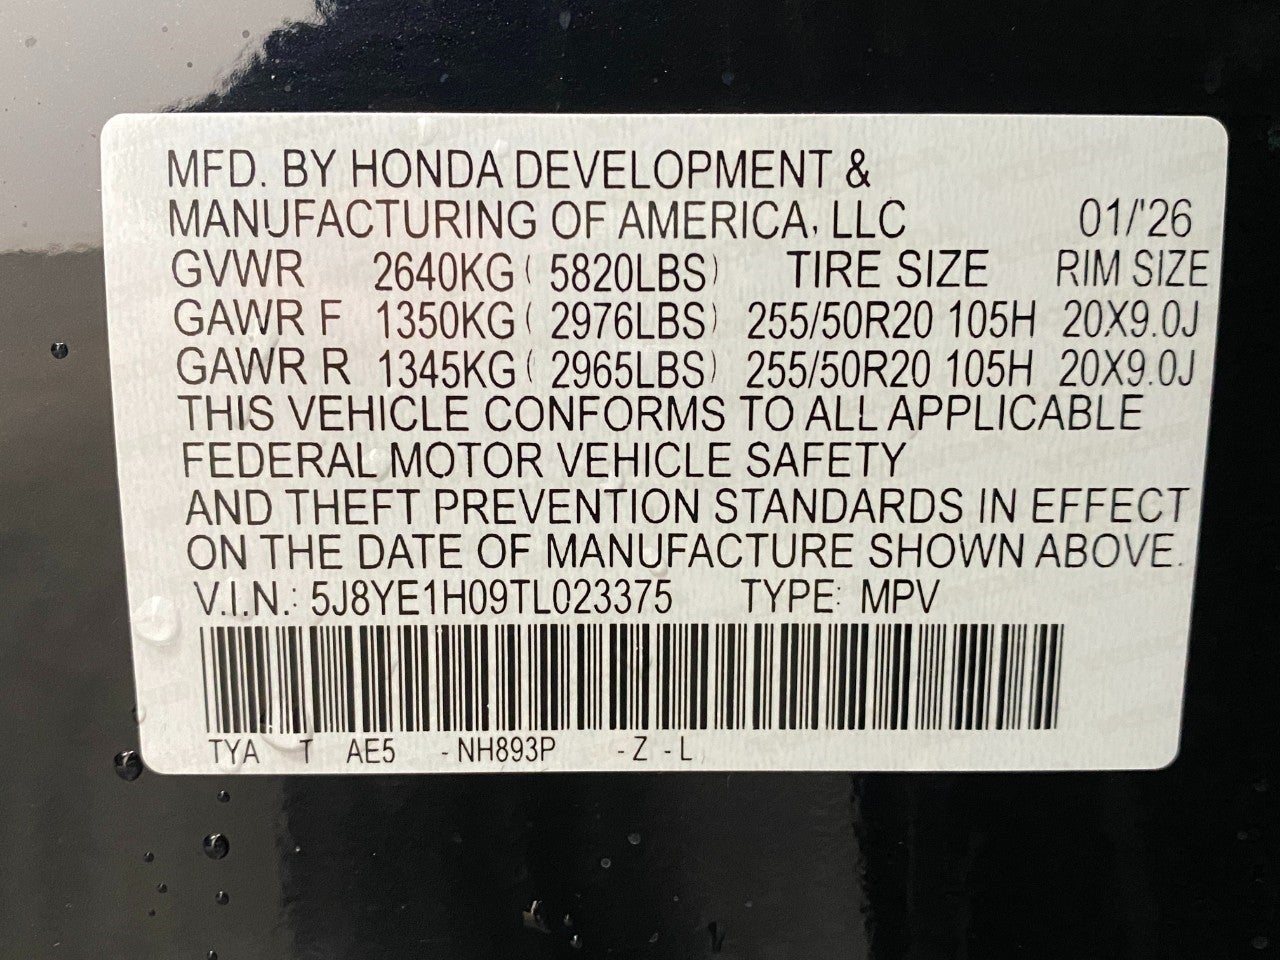 MFD. BY HONDA DEVELOPMENT &
MANUFACTURING OF AMERICA, LLC 01/'26
GVWR 2640KG ( 5820LBS) TIRE SIZE RIM SIZE
GAWR F 1350KG ( 2976LBS) 255/50R20 105H 20X9.0J
GAWR R 1345KG ( 2965LBS) 255/50R20 105H 20X9.0J
THIS VEHICLE CONFORMS TO ALL APPLICABLE
FEDERAL MOTOR VEHICLE SAFETY
AND THEFT PREVENTION STANDARDS IN EFFECT
ON THE DATE OF MANUFACTURE SHOWN ABOVE.
V.I.N.: 5J8YE1H09TL023375 TYPE: MPV
TYA T AE5 -NH893P -Z -L